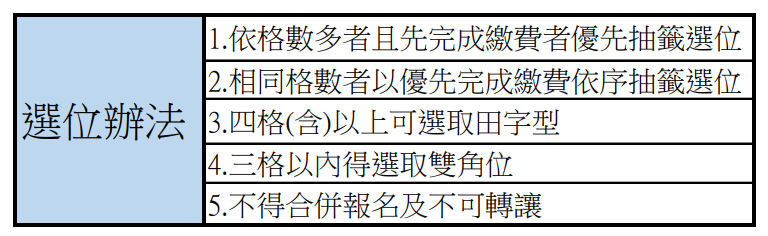 選位辦法
1.依格數多者且先完成繳費者優先抽籤選位
2.相同格數者以優先完成繳費依序抽籤選位
3.四格(含)以上可選取田字型
4.三格以內得選取雙角位
5.不得合併報名及不可轉讓